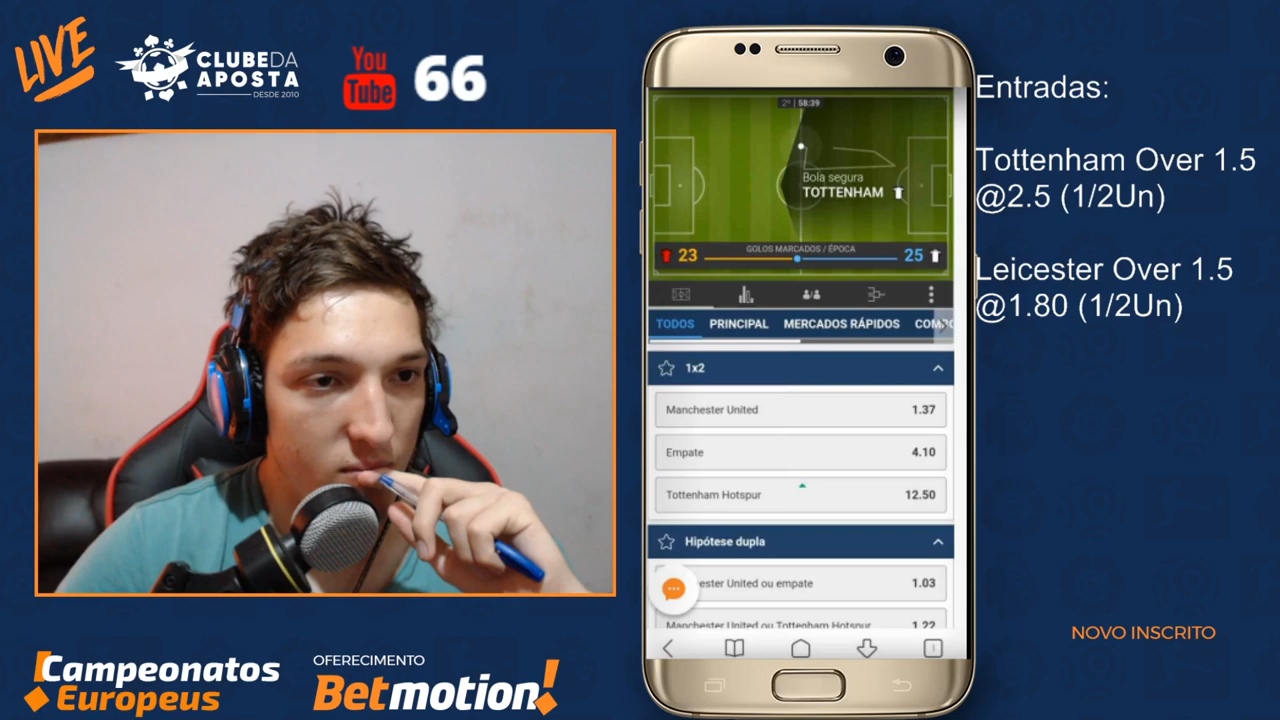 LIVE
CLUBEDA
APOSTA
DESDE 2010
You
Tube
66
2º | 58:39
Bola segura
TOTTENHAM
23
GOLOS MARCADOS / ÉPOCA
25
TODOS
PRINCIPAL
MERCADOS RÁPIDOS
1x2
Manchester United 1.37
Empate 4.10
Tottenham Hotspur 12.50
Hipótese dupla
ester United ou empate 1.03
Manchester United ou Tottenham Hotspur 1.22
Entradas:
Tottenham Over 1.5
@2.5 (1/2Un)
Leicester Over 1.5
@1.80 (1/2Un)
NOVO INSCRITO
Campeonatos
Europeus
OFERECIMENTO
Betmotion!